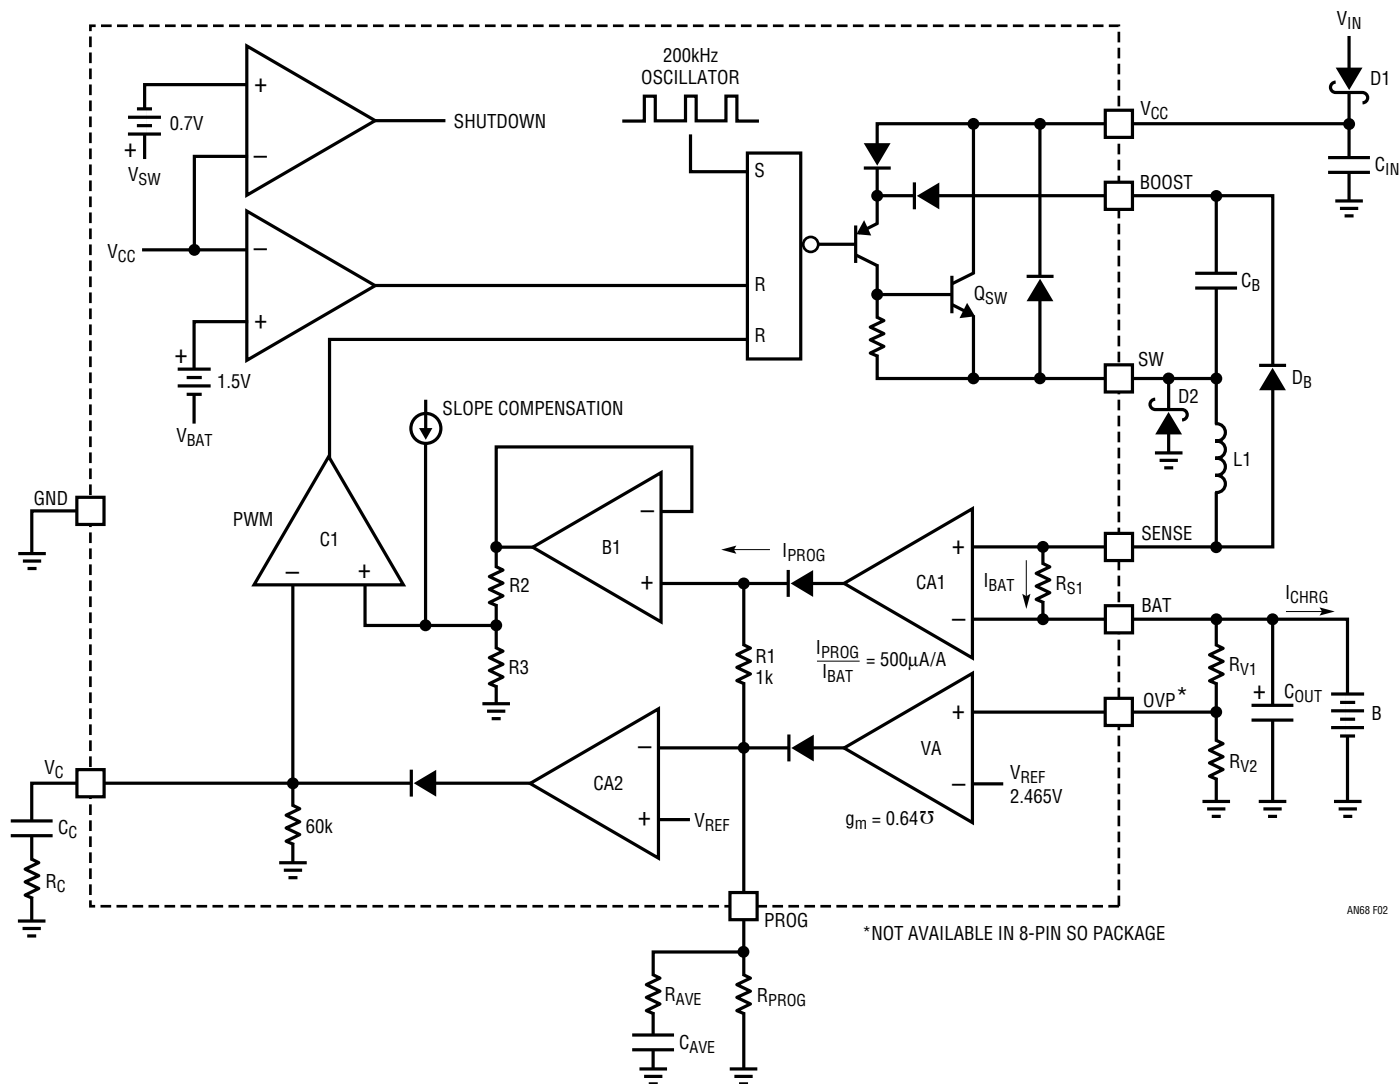 200kHz
OSCILLATOR
V_IN
D1
V_CC
C_IN
+
0.7V
+
V_SW
−
SHUTDOWN
S
BOOST
V_CC
−
+
R
R
Q_SW
C_B
SW
D2
D_B
L1
+
1.5V
V_BAT
SLOPE COMPENSATION
GND
PWM
C1
−
+
−
B1
+
R2
R3
I_PROG
+
CA1
−
SENSE
I_BAT
R_S1
BAT
I_CHRG
I_PROG
I_BAT
= 500µA/A
R1
1k
R_V1
R_V2
+
C_OUT
B
OVP*
+
VA
−
V_REF
2.465V
g_m = 0.64℧
V_C
−
CA2
+
V_REF
60k
C_C
R_C
PROG
*NOT AVAILABLE IN 8-PIN SO PACKAGE
AN68 F02
R_AVE
R_PROG
C_AVE